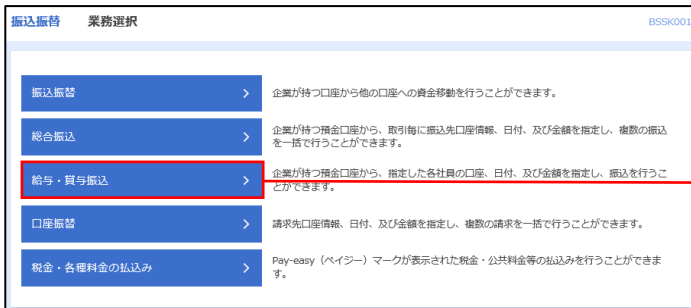 振込振替 業務選択 BSSK001
振込振替 企業が持つ口座から他の口座への資金移動を行うことができます。
総合振込 企業が持つ預金口座から、取引毎に振込先口座情報、日付、及び金額を指定し、複数の振込
を一括で行うことができます。
給与・賞与振込 企業が持つ預金口座から、指定した各社員の口座、日付、及び金額を指定し、振込を行うこ
とができます。
口座振替 請求先口座情報、日付、及び金額を指定し、複数の請求を一括で行うことができます。
税金・各種料金の払込み Pay-easy（ペイジー）マークが表示された税金・公共料金等の払込みを行うことができま
す。